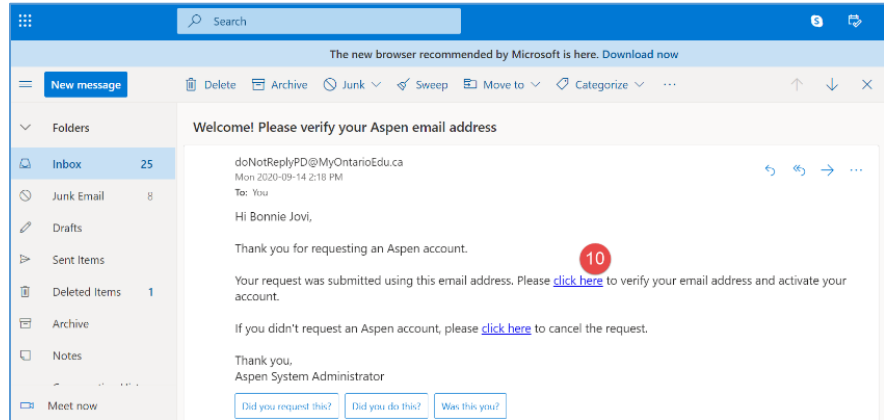 Search
The new browser recommended by Microsoft is here. Download now
New message
Delete Archive Junk Sweep Move to Categorize ...
Folders
Welcome! Please verify your Aspen email address
Inbox 25
doNotReplyPD@MyOntarioEdu.ca
Mon 2020-09-14 2:18 PM
To: You
Junk Email 8
Hi Bonnie Jovi,
Drafts
Thank you for requesting an Aspen account.
Sent Items
10
Your request was submitted using this email address. Please click here to verify your email address and activate your
account.
Deleted Items 1
Archive
If you didn't request an Aspen account, please click here to cancel the request.
Notes
Thank you,
Aspen System Administrator
Meet now
Did you request this? Did you do this? Was this you?